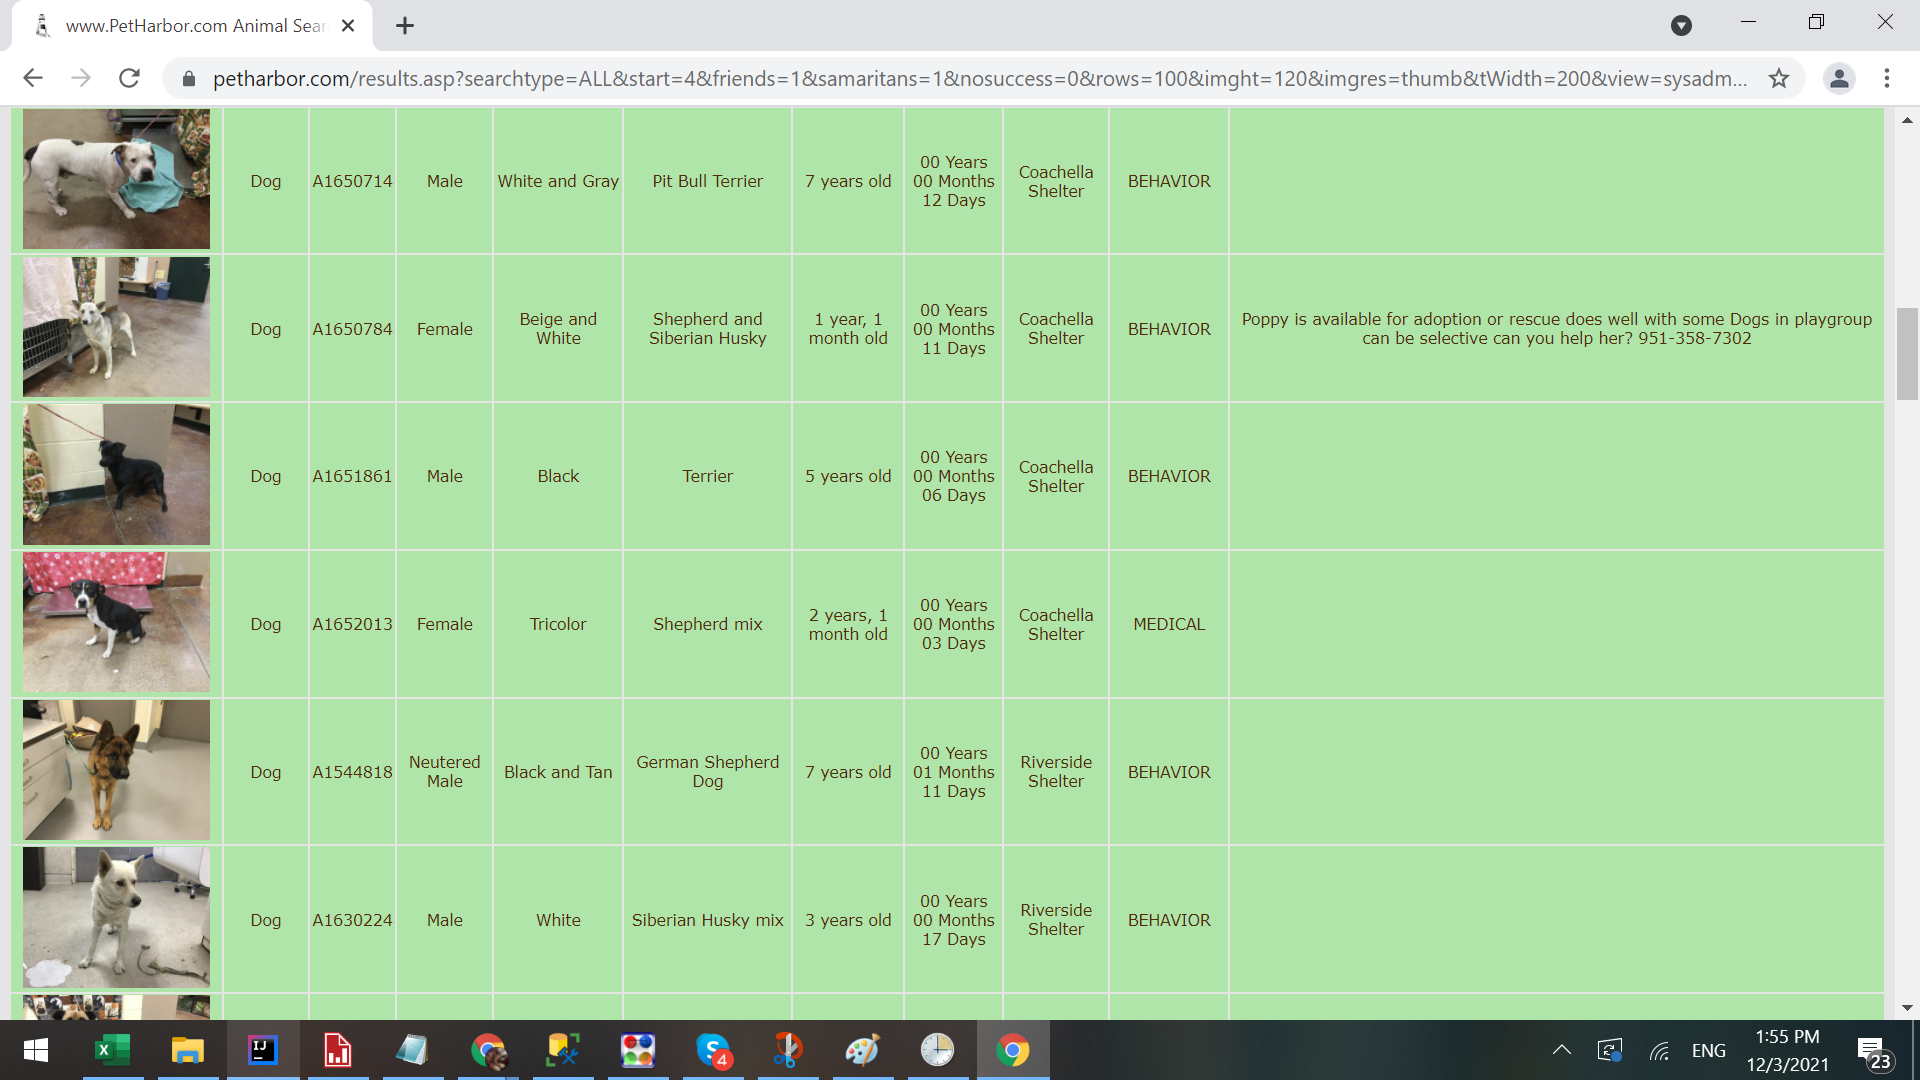 www.PetHarbor.com Animal Sear
petharbor.com/results.asp?searchtype=ALL&start=4&friends=1&samaritans=1&nosuccess=0&rows=100&imght=120&imgres=thumb&tWidth=200&view=sysadm...
Dog
A1650714
Male
White and Gray
Pit Bull Terrier
7 years old
00 Years
00 Months
12 Days
Coachella
Shelter
BEHAVIOR
Dog
A1650784
Female
Beige and
White
Shepherd and
Siberian Husky
1 year, 1
month old
00 Years
00 Months
11 Days
Coachella
Shelter
BEHAVIOR
Poppy is available for adoption or rescue does well with some Dogs in playgroup
can be selective can you help her? 951-358-7302
Dog
A1651861
Male
Black
Terrier
5 years old
00 Years
00 Months
06 Days
Coachella
Shelter
BEHAVIOR
Dog
A1652013
Female
Tricolor
Shepherd mix
2 years, 1
month old
00 Years
00 Months
03 Days
Coachella
Shelter
MEDICAL
Dog
A1544818
Neutered
Male
Black and Tan
German Shepherd
Dog
7 years old
00 Years
01 Months
11 Days
Riverside
Shelter
BEHAVIOR
Dog
A1630224
Male
White
Siberian Husky mix
3 years old
00 Years
00 Months
17 Days
Riverside
Shelter
BEHAVIOR
X
IJ
S
4
ENG
1:55 PM
12/3/2021
23